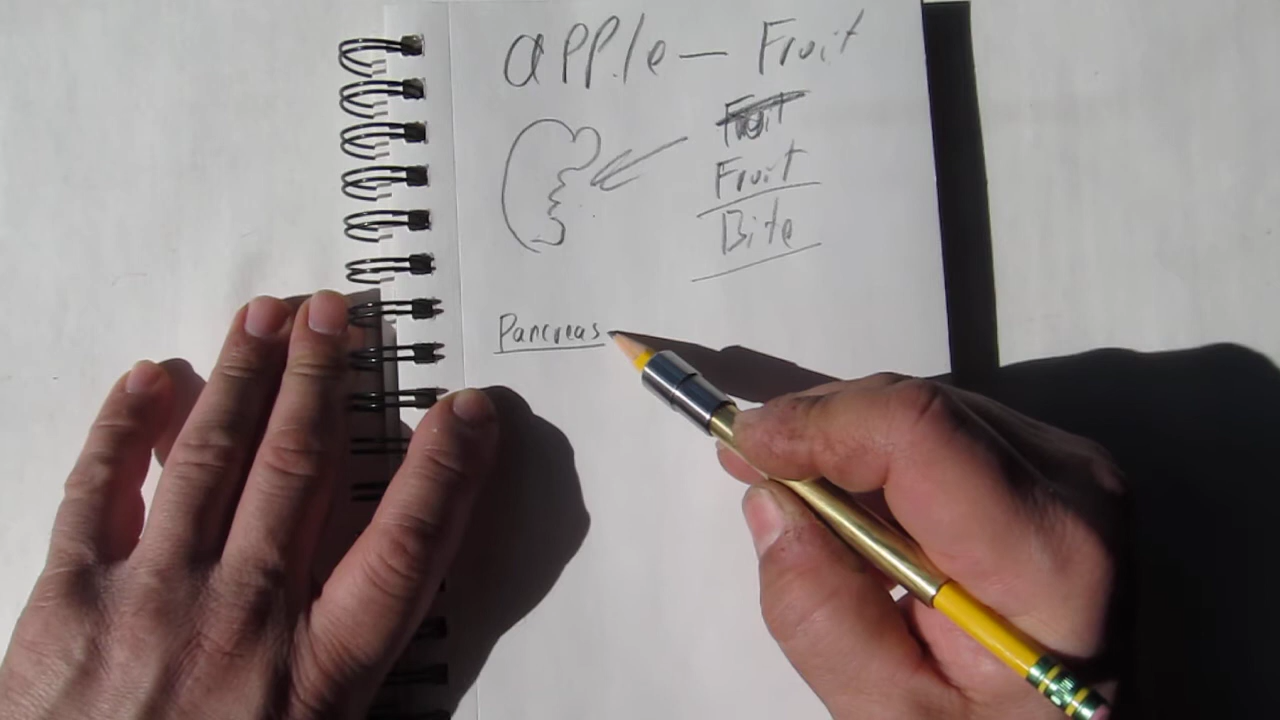 apple — Fruit
Fruit
Fruit
Bite
Pancreas